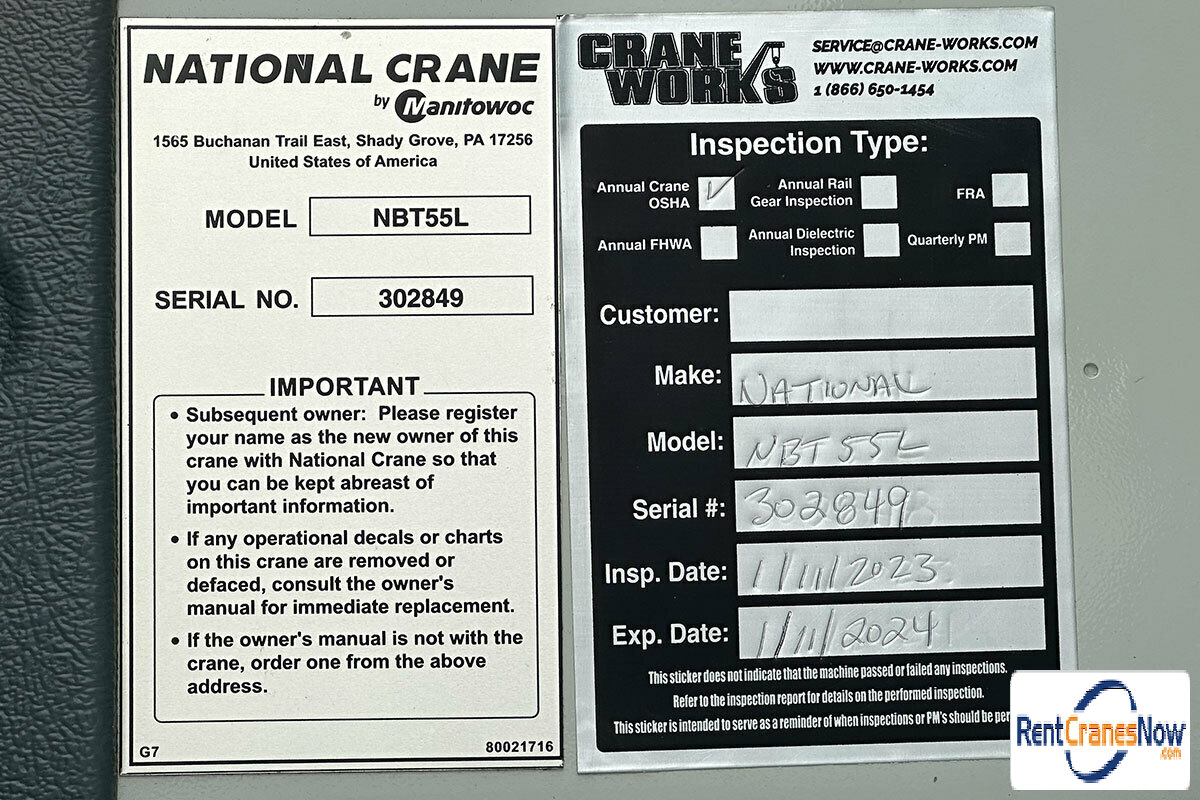 NATIONAL CRANE
by Manitowoc
1565 Buchanan Trail East, Shady Grove, PA 17256
United States of America
MODEL NBT55L
SERIAL NO. 302849
IMPORTANT
• Subsequent owner: Please register
your name as the new owner of this
crane with National Crane so that
you can be kept abreast of
important information.
• If any operational decals or charts
on this crane are removed or
defaced, consult the owner's
manual for immediate replacement.
• If the owner's manual is not with the
crane, order one from the above
address.
G7 80021716
CRANE
WORKS
SERVICE@CRANE-WORKS.COM
WWW.CRANE-WORKS.COM
1 (866) 650-1454
Inspection Type:
Annual Crane
OSHA
Annual Rail
Gear Inspection
FRA
Annual FHWA
Annual Dielectric
Inspection
Quarterly PM
Customer:
Make: NATIONAL
Model: NBT 55L
Serial #: 302849
Insp. Date: 1/11/2023
Exp. Date: 1/11/2024
This sticker does not indicate that the machine passed or failed any inspections.
Refer to the inspection report for details on the performed inspection.
This sticker is intended to serve as a reminder of when inspections or PM's should be
RentCranesNow
.com